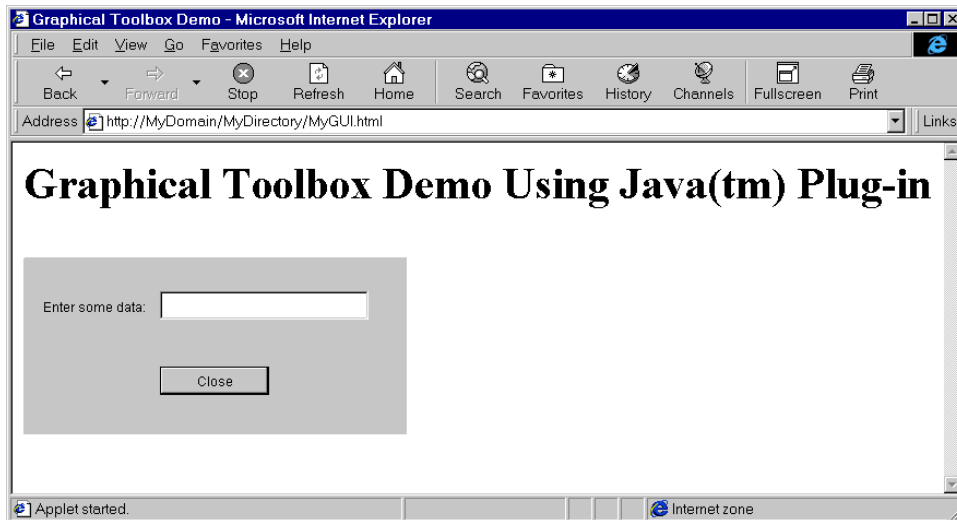 Graphical Toolbox Demo - Microsoft Internet Explorer
File Edit View Go Favorites Help
Back Forward Stop Refresh Home Search Favorites History Channels Fullscreen Print
Address http://MyDomain/MyDirectory/MyGUI.html Links
Graphical Toolbox Demo Using Java(tm) Plug-in
Enter some data:
Close
Applet started. Internet zone